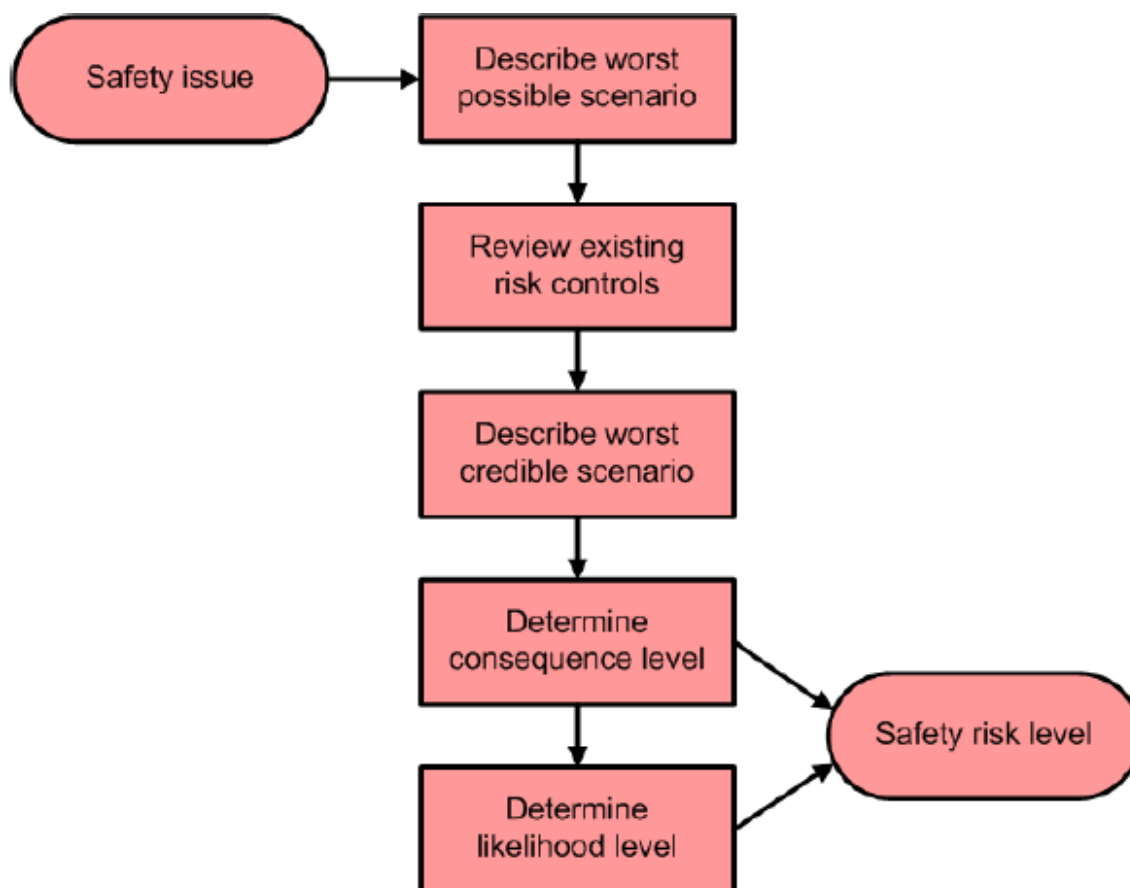 Safety issue
Describe worst
possible scenario
Review existing
risk controls
Describe worst
credible scenario
Determine
consequence level
Safety risk level
Determine
likelihood level